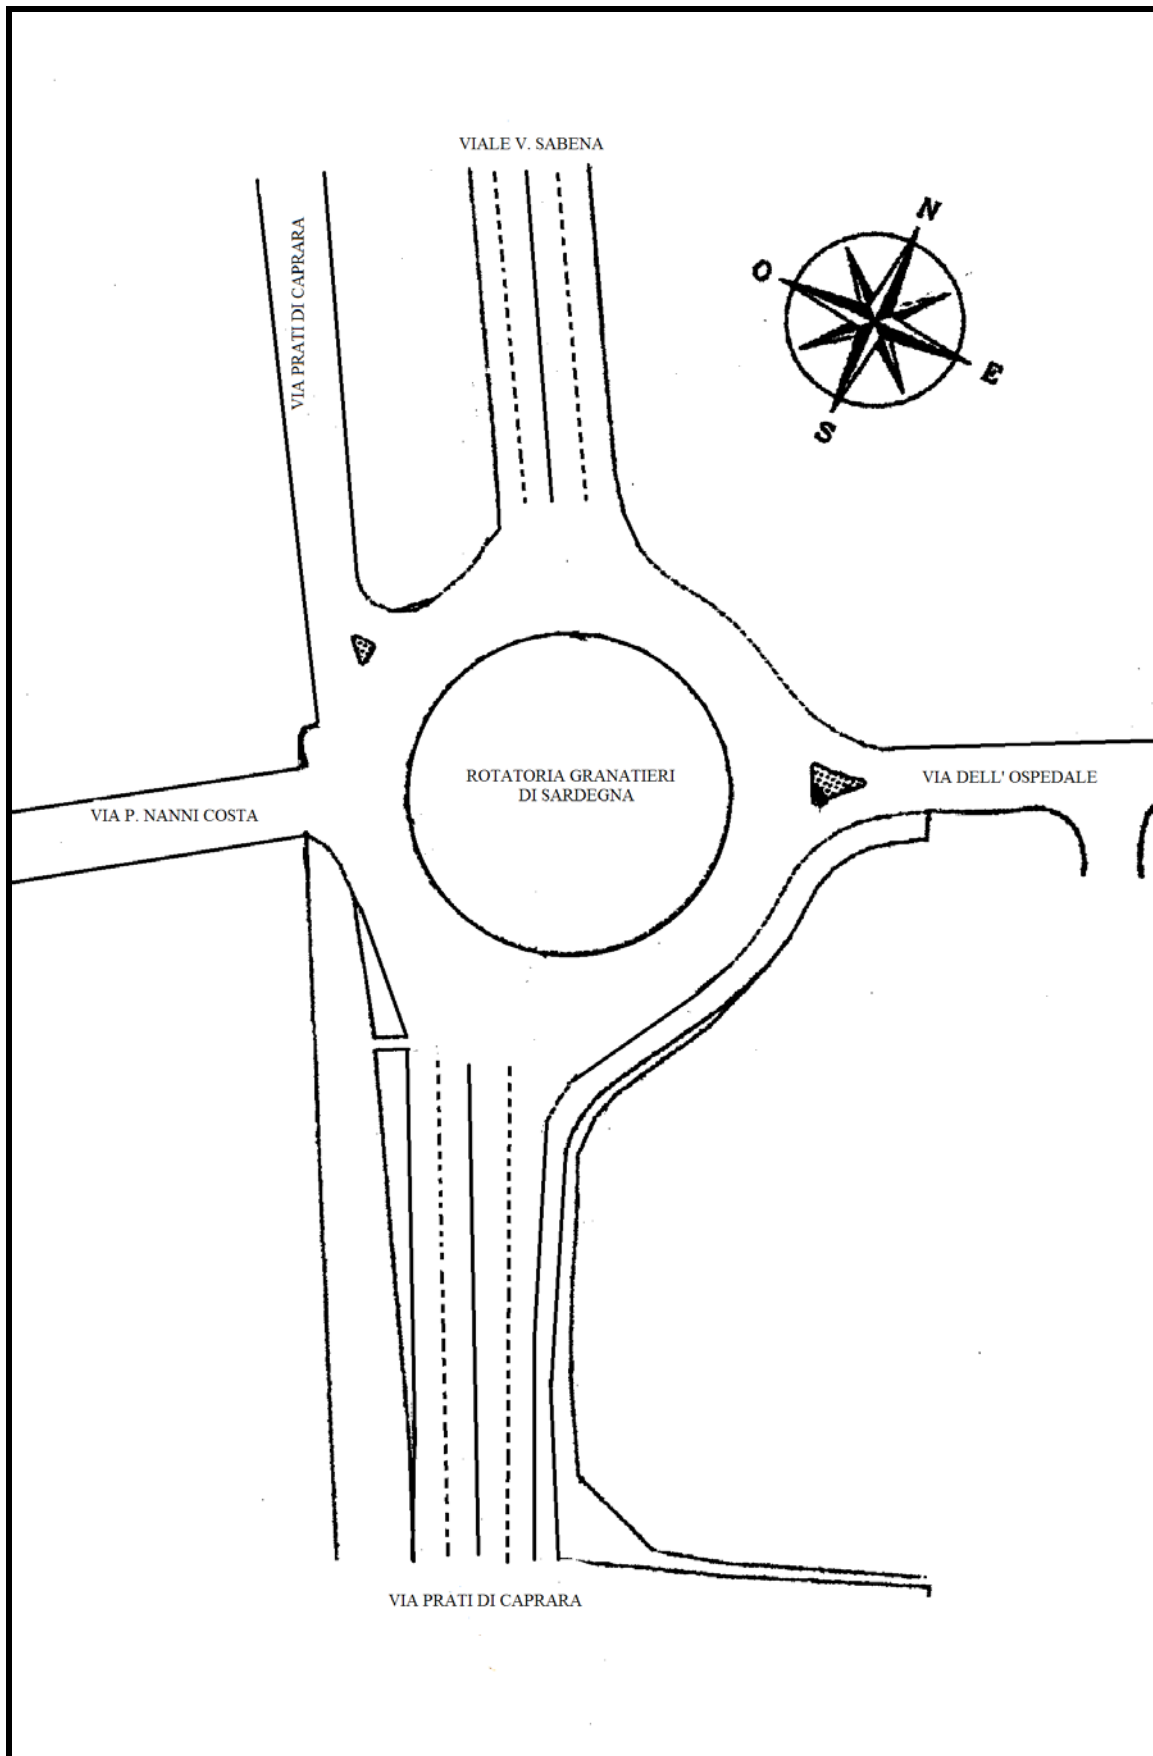 VIALE V. SABENA
VIA PRATI DI CAPRARA
N
O
E
S
ROTATORIA GRANATIERI
DI SARDEGNA
VIA DELL' OSPEDALE
VIA P. NANNI COSTA
VIA PRATI DI CAPRARA